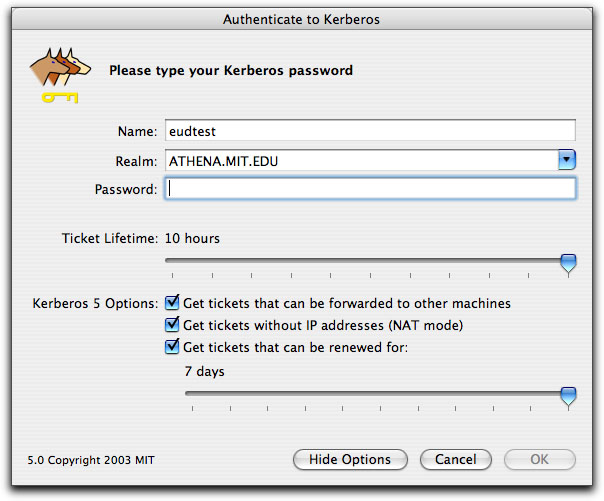 Authenticate to Kerberos
Please type your Kerberos password
Name: eudtest
Realm: ATHENA.MIT.EDU
Password:
Ticket Lifetime: 10 hours
Kerberos 5 Options: Get tickets that can be forwarded to other machines
Get tickets without IP addresses (NAT mode)
Get tickets that can be renewed for:
7 days
5.0 Copyright 2003 MIT Hide Options Cancel OK